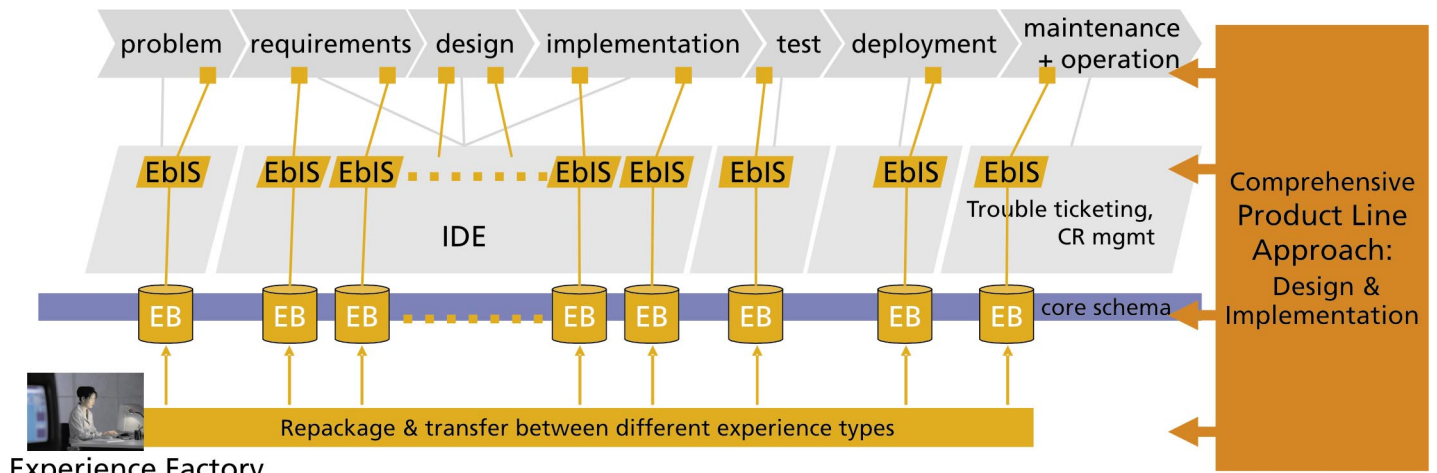 problem
requirements
design
implementation
test
deployment
maintenance
+ operation
EbIS
EbIS
EbIS
EbIS
EbIS
EbIS
EbIS
EbIS
IDE
Trouble ticketing,
CR mgmt
EB
EB
EB
EB
EB
EB
EB
EB
core schema
Repackage & transfer between different experience types
Experience Factory
Comprehensive
Product Line
Approach:
Design &
Implementation